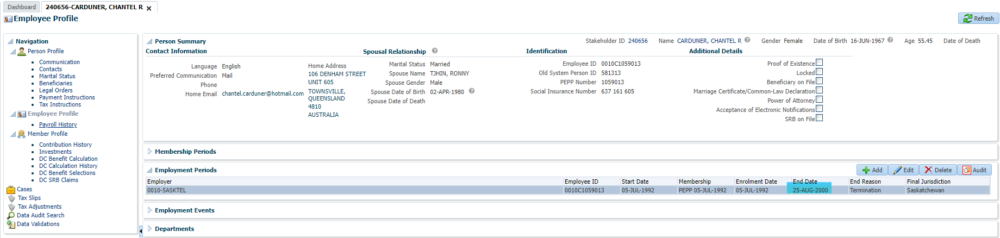 Dashboard
240656-CARDUNER, CHANTEL R
Employee Profile
Refresh
Navigation
Person Profile
Communication
Contacts
Marital Status
Beneficiaries
Legal Orders
Payment Instructions
Tax Instructions
Employee Profile
Payroll History
Member Profile
Contribution History
Investments
DC Benefit Calculation
DC Calculation History
DC Benefit Selections
DC SRB Claims
Cases
Tax Slips
Tax Adjustments
Data Audit Search
Data Validations
Person Summary
Stakeholder ID 240656 Name CARDUNER, CHANTEL R Gender Female Date of Birth 16-JUN-1967 Age 55.45 Date of Death
Contact Information
Language English
Preferred Communication Mail
Phone
Home Email chantel.carduner@hotmail.com
Home Address
106 DENHAM STREET
UNIT 605
TOWNSVILLE,
QUEENSLAND
4810
AUSTRALIA
Spousal Relationship
Marital Status Married
Spouse Name TJHIN, RONNY
Spouse Gender Male
Spouse Date of Birth 02-APR-1980
Spouse Date of Death
Identification
Employee ID 0010C1059013
Old System Person ID 581313
PEPP Number 1059013
Social Insurance Number 637 161 605
Additional Details
Proof of Existence
Locked
Beneficiary on File
Marriage Certificate/Common-Law Declaration
Power of Attorney
Acceptance of Electronic Notifications
SRB on File
Membership Periods
Employment Periods
Add Edit Delete Audit
Employer Employee ID Start Date Membership Enrolment Date End Date End Reason Final Jurisdiction
0010-SASKTEL 0010C1059013 05-JUL-1992 PEPP 05-JUL-1992 05-JUL-1992 25-AUG-2000 Termination Saskatchewan
Employment Events
Departments